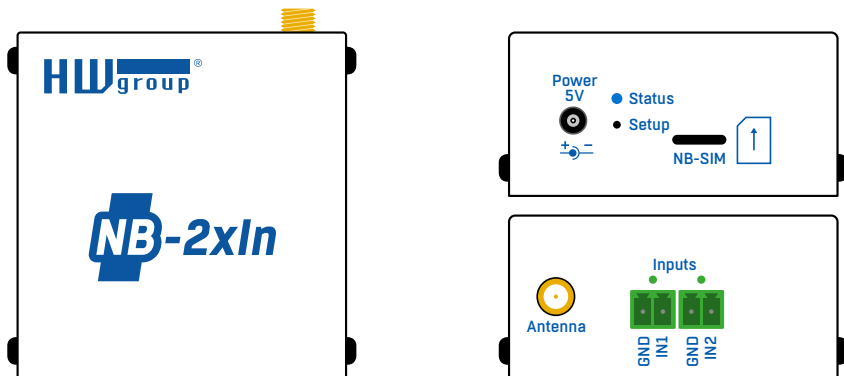 HW
group ®
NB-2xIn
Power
5V
Status
Setup
+ −
NB-SIM
Inputs
Antenna
GND
IN1
GND
IN2